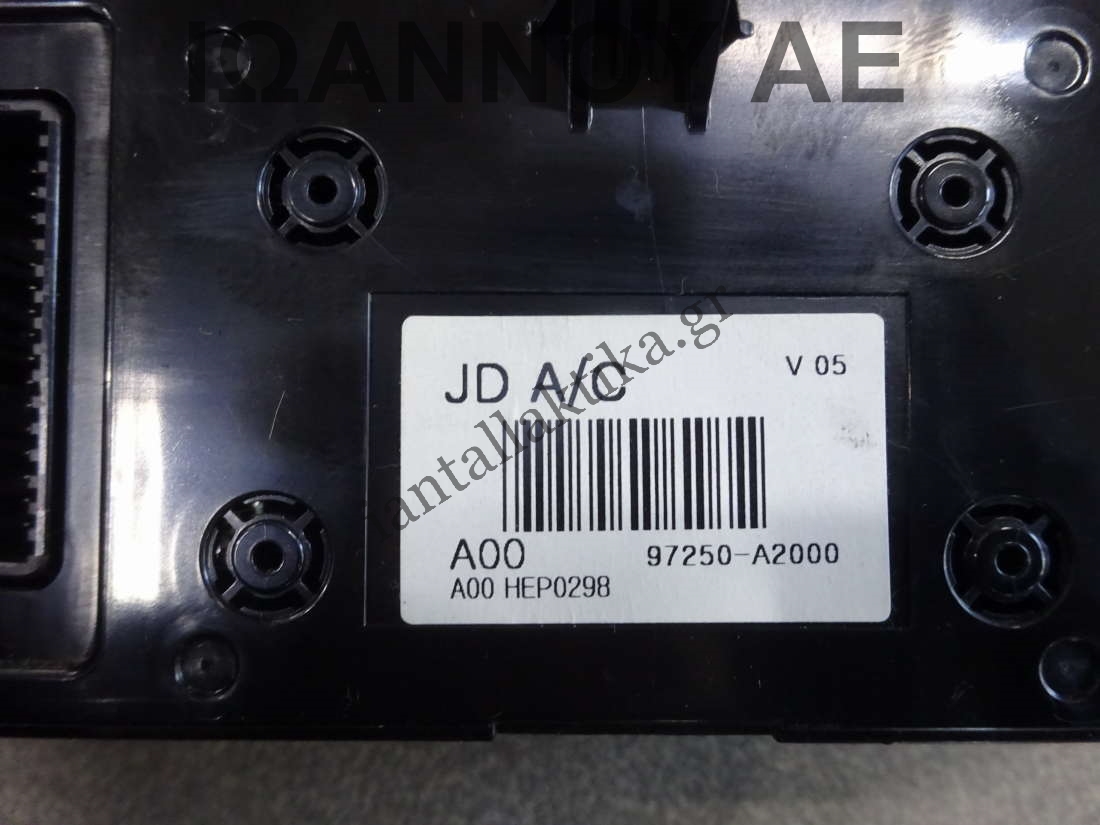 ΙΩΑΝΝΟΥ ΑΕ
JD A/C
V 05
antallaktika.gr
A00
97250-A2000
A00 HEP0298